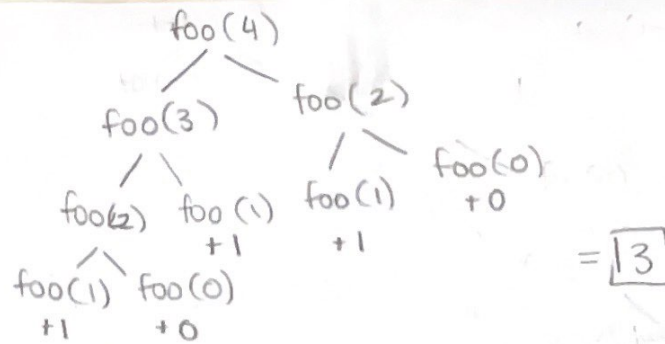 foo(4)
foo(3) foo(2)
foo(2) foo(1) foo(1) foo(0)
+1 +1 +0
foo(1) foo(0)
+1 +0
= 3